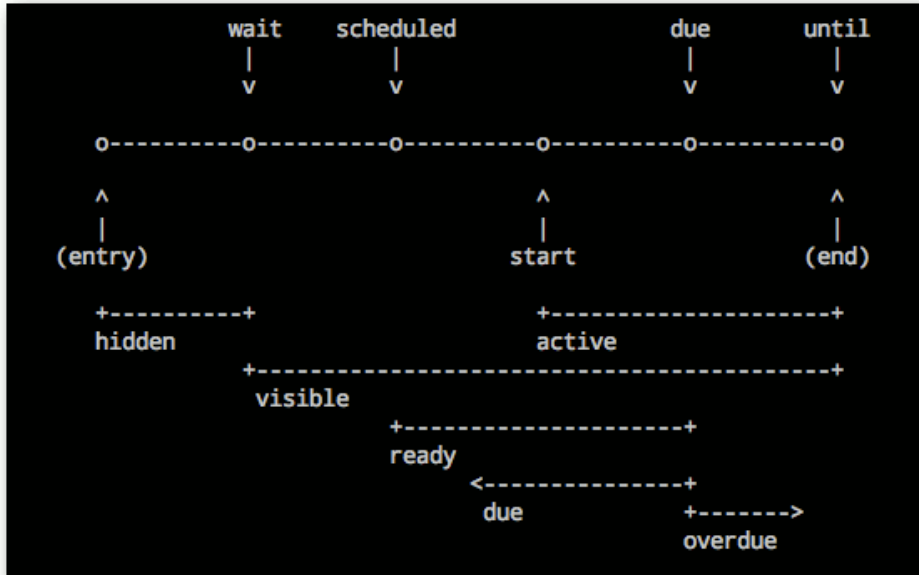 wait scheduled due until
| | | |
v v v v
o----------o----------o----------o----------o----------o
^ ^ ^
| | |
(entry) start (end)
+----------+ +---------------------+
hidden active
+-------------------------------------------+
visible
+---------------------+
ready
<---------------+
due +------->
overdue